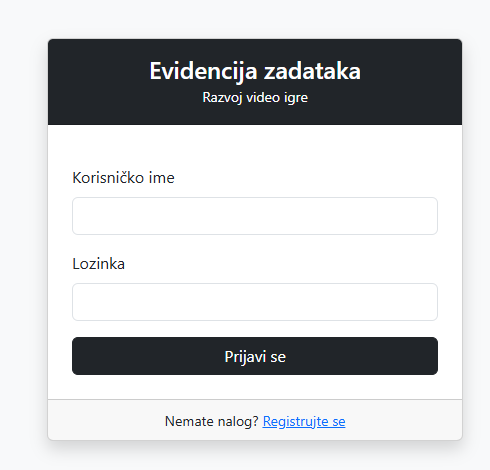 Evidencija zadataka
Razvoj video igre
Korisničko ime
Lozinka
Prijavi se
Nemate nalog? Registrujte se